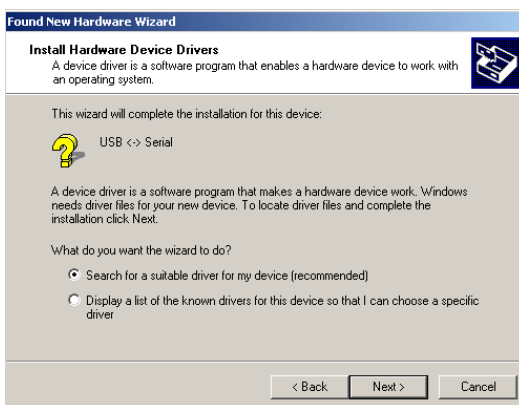 Found New Hardware Wizard
Install Hardware Device Drivers
A device driver is a software program that enables a hardware device to work with
an operating system.
This wizard will complete the installation for this device:
USB <-> Serial
A device driver is a software program that makes a hardware device work. Windows
needs driver files for your new device. To locate driver files and complete the
installation click Next.
What do you want the wizard to do?
Search for a suitable driver for my device (recommended)
Display a list of the known drivers for this device so that I can choose a specific
driver
< Back Next > Cancel